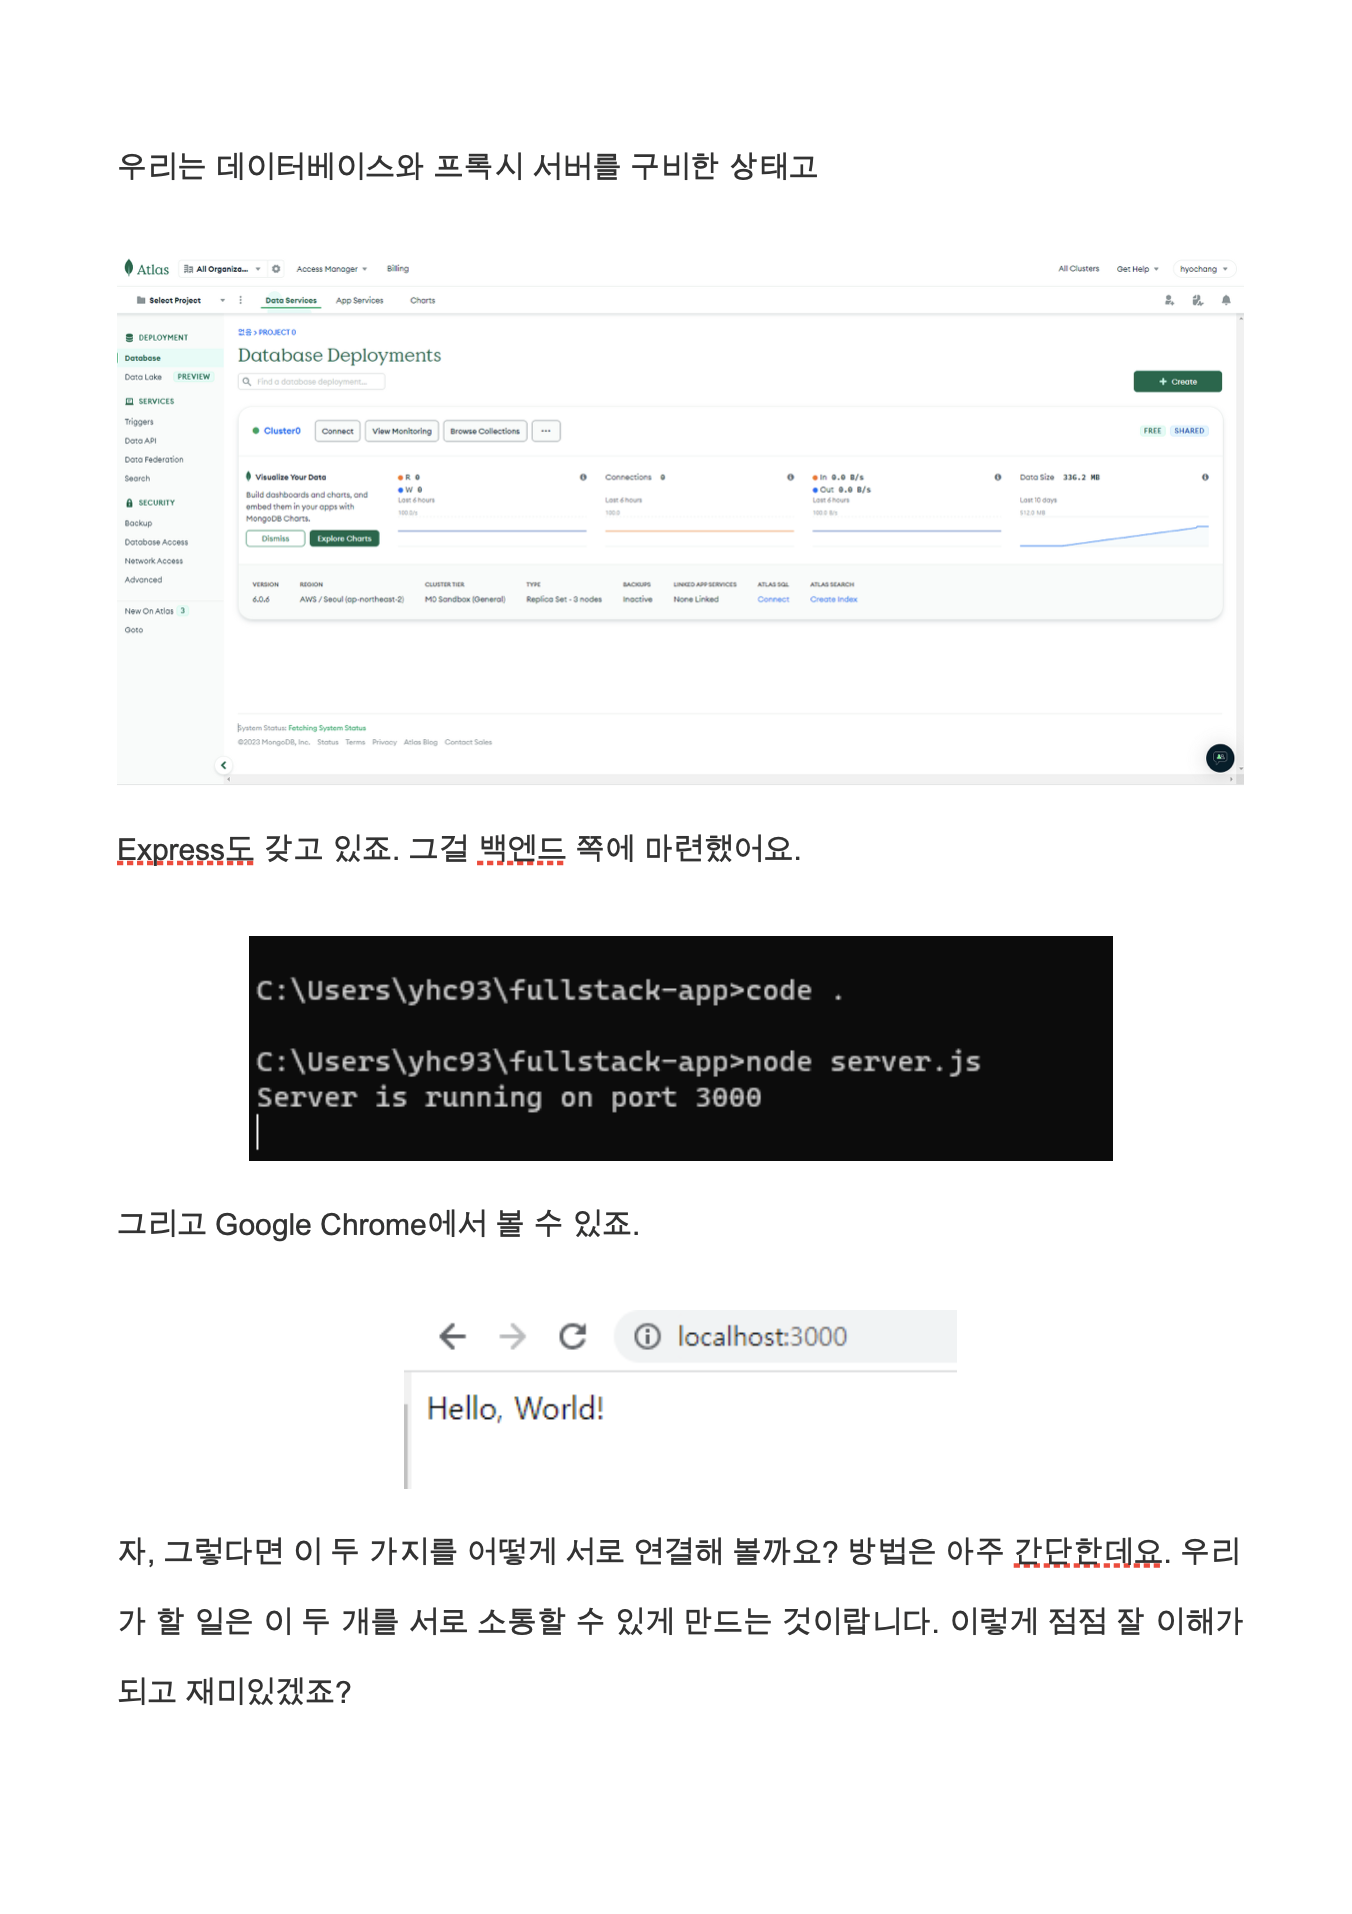 우리는 데이터베이스와 프록시 서버를 구비한 상태고
Atlas All Organiza... Access Manager Billing All Clusters Get Help hyochang
Select Project Data Services App Services Charts
없음 > PROJECT 0
DEPLOYMENT
Database
Data Lake PREVIEW
SERVICES
Triggers
Data API
Data Federation
Search
SECURITY
Backup
Database Access
Network Access
Advanced
New On Atlas 3
Goto
Database Deployments
Find a database deployment...
+ Create
Cluster0 Connect View Monitoring Browse Collections ... FREE SHARED
Visualize Your Data
Build dashboards and charts, and
embed them in your apps with
MongoDB Charts.
Dismiss Explore Charts
R 0
W 0
Last 6 hours
100.0/s
Connections 0
Last 6 hours
100.0
In 0.0 B/s
Out 0.0 B/s
Last 6 hours
100.0 B/s
Data Size 336.2 MB
Last 10 days
512.0 MB
VERSION REGION CLUSTER TIER TYPE BACKUPS LINKED APP SERVICES ATLAS SQL ATLAS SEARCH
6.0.6 AWS / Seoul (ap-northeast-2) M0 Sandbox (General) Replica Set - 3 nodes Inactive None Linked Connect Create Index
System Status: Fetching System Status
©2023 MongoDB, Inc. Status Terms Privacy Atlas Blog Contact Sales
Express도 갖고 있죠. 그걸 백엔드 쪽에 마련했어요.
C:\Users\yhc93\fullstack-app>code .
C:\Users\yhc93\fullstack-app>node server.js
Server is running on port 3000
그리고 Google Chrome에서 볼 수 있죠.
localhost:3000
Hello, World!
자, 그렇다면 이 두 가지를 어떻게 서로 연결해 볼까요? 방법은 아주 간단한데요. 우리
가 할 일은 이 두 개를 서로 소통할 수 있게 만드는 것이랍니다. 이렇게 점점 잘 이해가
되고 재미있겠죠?